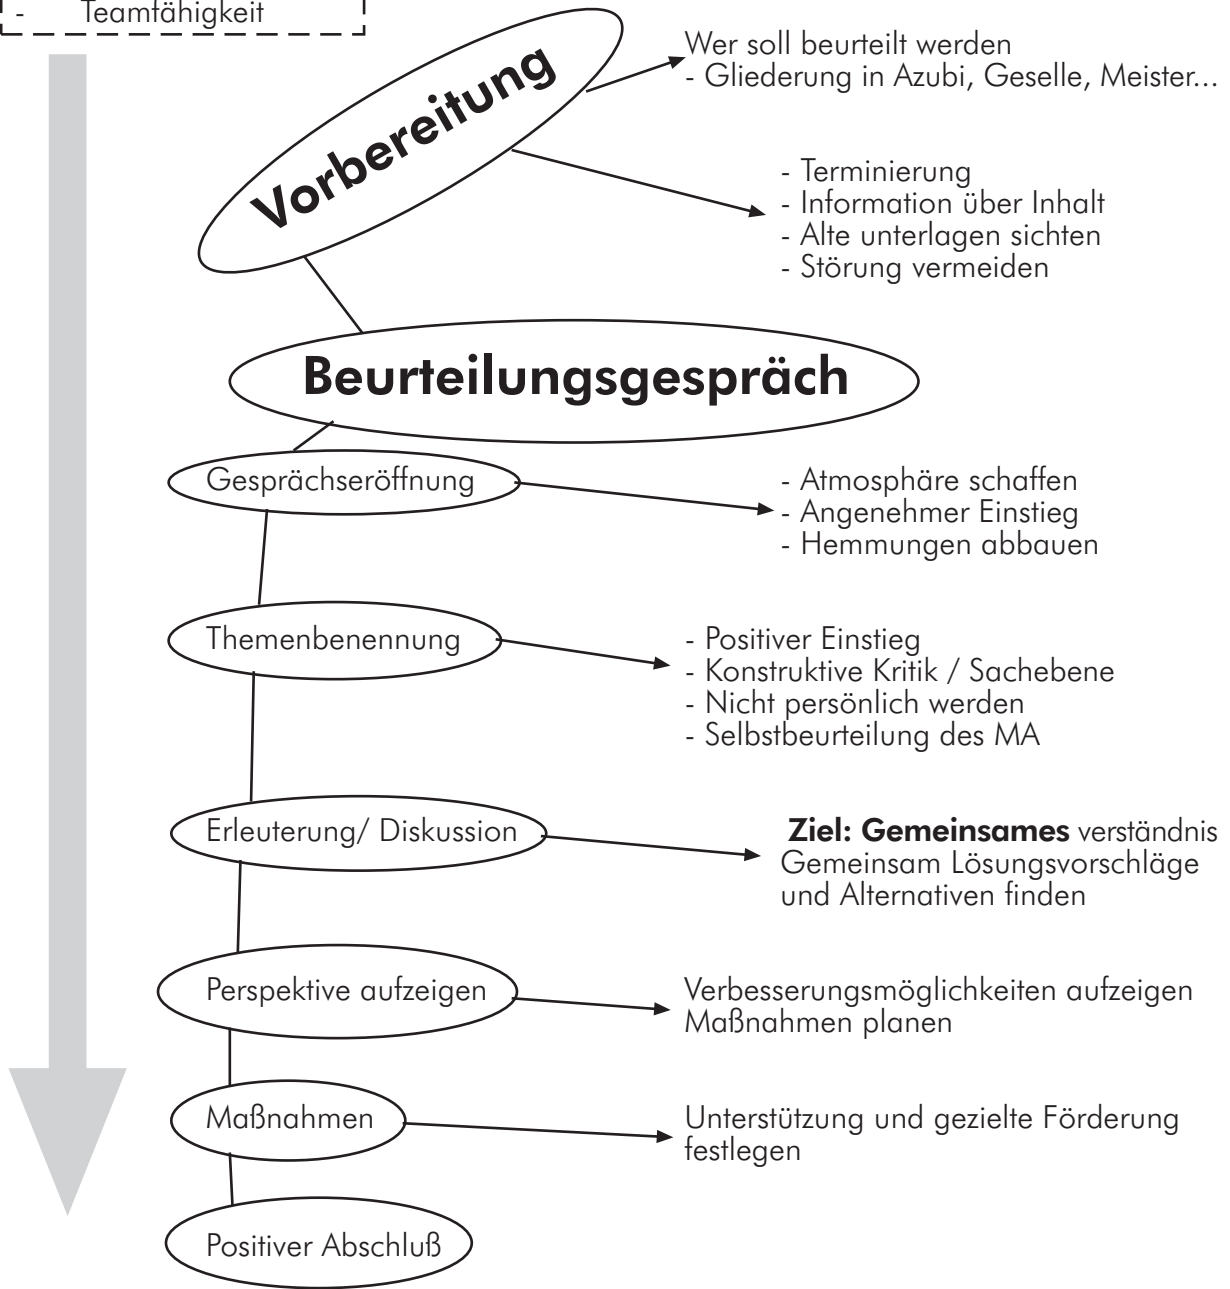 - Teamfähigkeit
Vorbereitung
Wer soll beurteilt werden
- Gliederung in Azubi, Geselle, Meister...
- Terminierung
- Information über Inhalt
- Alte unterlagen sichten
- Störung vermeiden
Beurteilungsgespräch
Gesprächseröffnung
- Atmosphäre schaffen
- Angenehmer Einstieg
- Hemmungen abbauen
Themenbenennung
- Positiver Einstieg
- Konstruktive Kritik / Sachebene
- Nicht persönlich werden
- Selbstbeurteilung des MA
Erleuterung/ Diskussion
Ziel: Gemeinsames verständnis
Gemeinsam Lösungsvorschläge
und Alternativen finden
Perspektive aufzeigen
Verbesserungsmöglichkeiten aufzeigen
Maßnahmen planen
Maßnahmen
Unterstützung und gezielte Förderung
festlegen
Positiver Abschluß